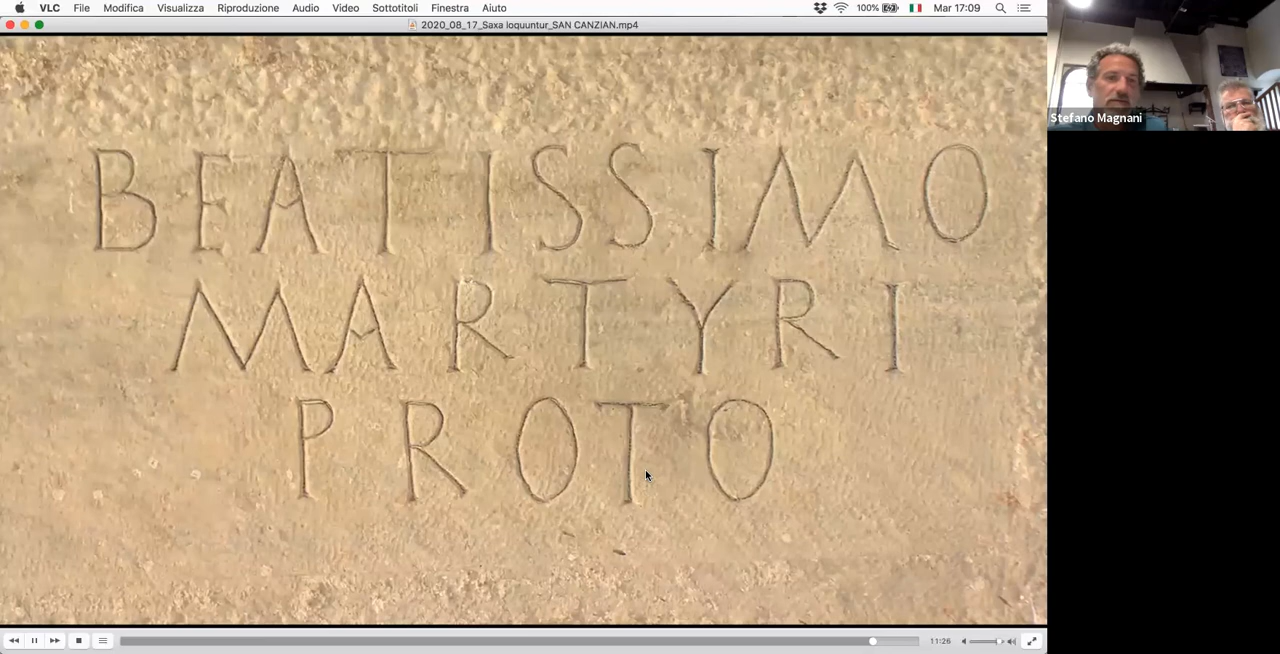 VLC File Modifica Visualizza Riproduzione Audio Video Sottotitoli Finestra Aiuto 100% Mar 17:09
2020_08_17_Saxa loquuntur_SAN CANZIAN.mp4
Stefano Magnani
BEATISSIMO
MARTYRI
PROTO
11:26